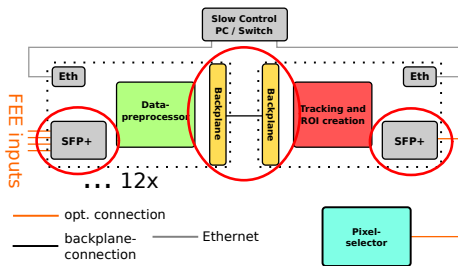 Slow Control
PC / Switch
Eth
Eth
FEE inputs
SFP+
Data-
preprocessor
Backplane
Backplane
Tracking and
ROI creation
SFP+
... 12x
opt. connection
backplane-
connection
Ethernet
Pixel-
selector